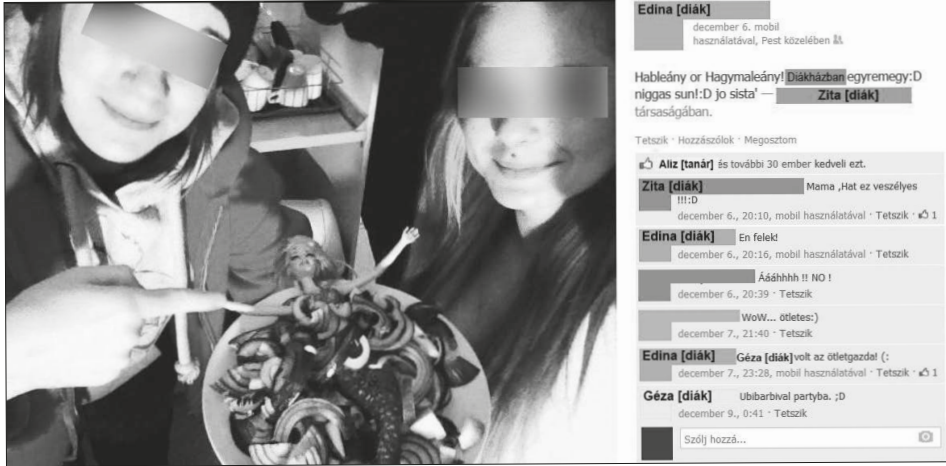 Edina [diák]
december 6. mobil
használatával, Pest közelében
Hableány or Hagymaleány! Diákházban egyremegy:D
niggas sun!:D jo sista' — Zita [diák]
társaságában.
Tetszik · Hozzászólok · Megosztom
Aliz [tanár] és további 30 ember kedveli ezt.
Zita [diák] Mama ,Hat ez veszélyes
!!!:D
december 6., 20:10, mobil használatával · Tetszik · 1
Edina [diák] En felek!
december 6., 20:16, mobil használatával · Tetszik
Áááhhhh !! NO !
december 6., 20:39 · Tetszik
WoW... ötletes:)
december 7., 21:40 · Tetszik
Edina [diák] Géza [diák] volt az ötletgazda! (:
december 7., 23:28, mobil használatával · Tetszik · 1
Géza [diák] Ubibarbival partyba. ;D
december 9., 0:41 · Tetszik
Szólj hozzá...